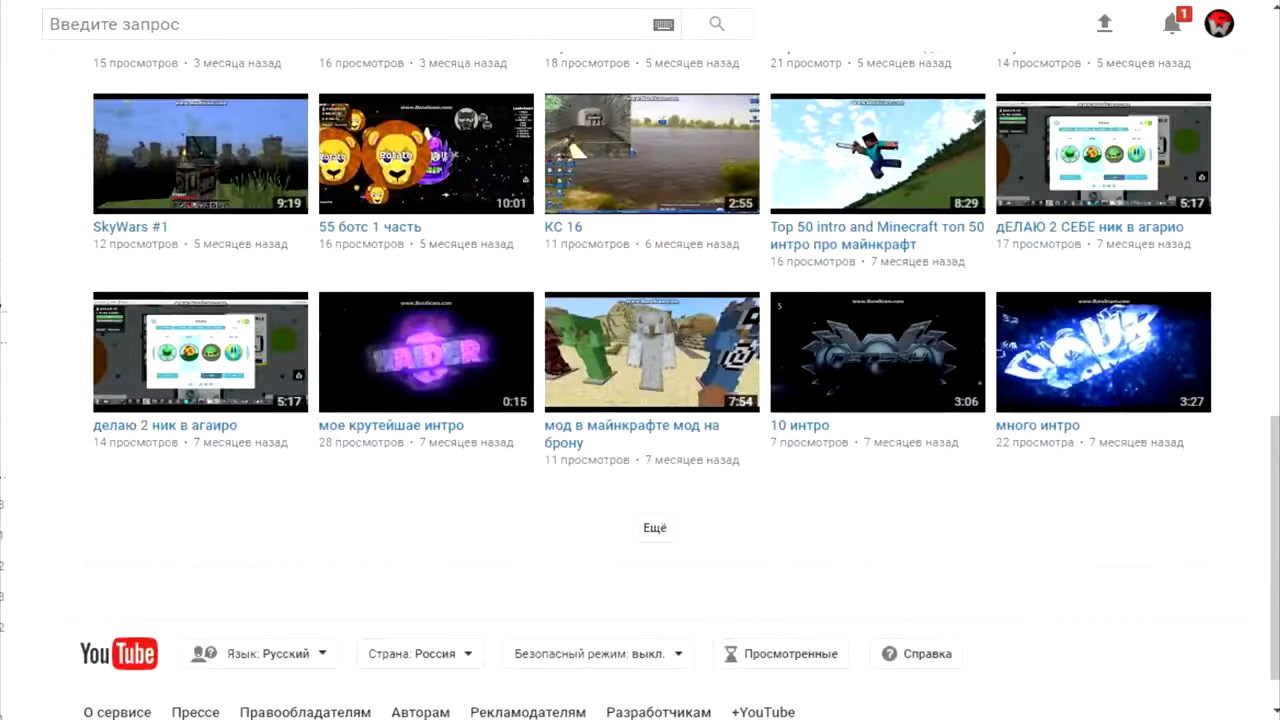 Введите запрос
1
15 просмотров • 3 месяца назад
16 просмотров • 3 месяца назад
18 просмотров • 5 месяцев назад
21 просмотр • 5 месяцев назад
14 просмотров • 5 месяцев назад
9:19
Rotate
10:01
2:55
8:29
5:17
SkyWars #1
55 ботс 1 часть
КС 16
Top 50 intro and Minecraft топ 50
интро про майнкрафт
дЕЛАЮ 2 СЕБЕ ник в агарио
12 просмотров • 5 месяцев назад
16 просмотров • 5 месяцев назад
11 просмотров • 6 месяцев назад
16 просмотров • 7 месяцев назад
17 просмотров • 7 месяцев назад
5:17
0:15
7:54
3:06
3:27
делаю 2 ник в агаиро
мое крутейшае интро
мод в майнкрафте мод на
брону
10 интро
много интро
14 просмотров • 7 месяцев назад
28 просмотров • 7 месяцев назад
11 просмотров • 7 месяцев назад
7 просмотров • 7 месяцев назад
22 просмотра • 7 месяцев назад
Ещё
YouTube
Язык: Русский
Страна: Россия
Безопасный режим: выкл.
Просмотренные
Справка
О сервисе Прессе Правообладателям Авторам Рекламодателям Разработчикам +YouTube